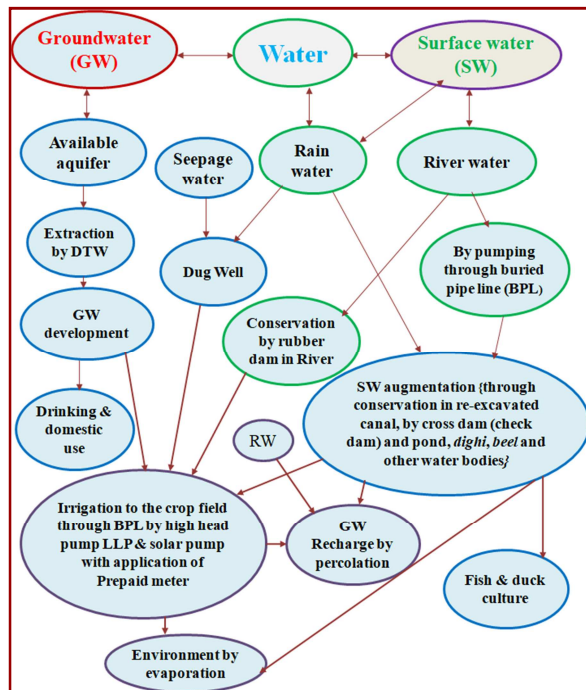 Groundwater
(GW)
Water
Surface water
(SW)
Available
aquifer
Seepage
water
Rain
water
River water
Extraction
by DTW
Dug Well
By pumping
through buried
pipe line (BPL)
GW
development
Conservation
by rubber
dam in River
Drinking &
domestic
use
RW
SW augmentation {through
conservation in re-excavated
canal, by cross dam (check
dam) and pond, dighi, beel and
other water bodies}
Irrigation to the crop field
through BPL by high head
pump LLP & solar pump
with application of
Prepaid meter
GW
Recharge by
percolation
Fish & duck
culture
Environment by
evaporation